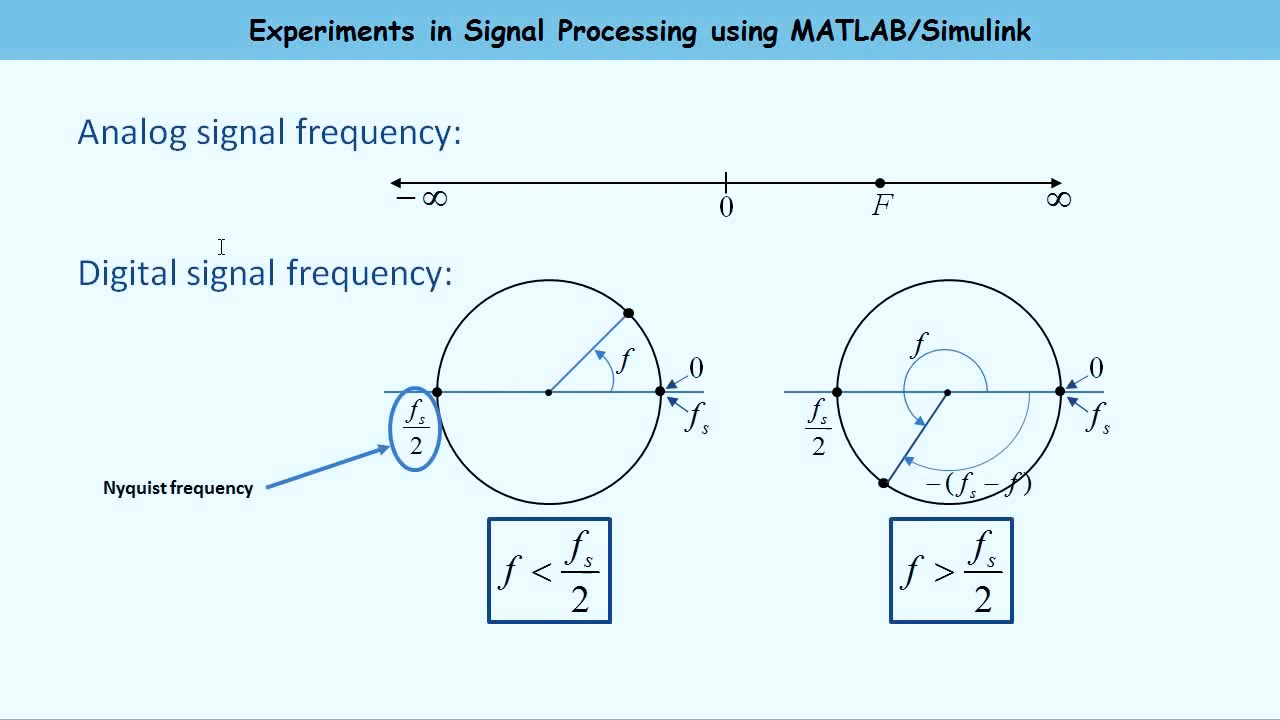 Experiments in Signal Processing using MATLAB/Simulink
Analog signal frequency:
−∞ 0 F ∞
Digital signal frequency:
f 0 f 0
fs/2 fs fs/2 fs
Nyquist frequency
−(fs − f)
f < fs/2 f > fs/2